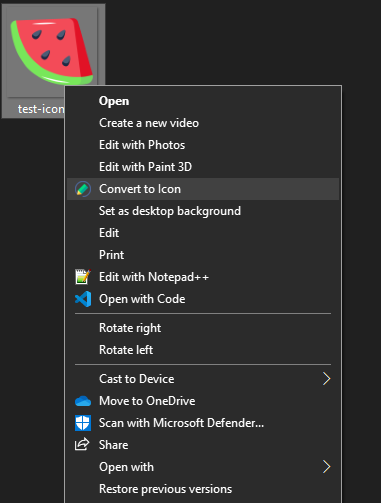 test-icon
Open
Create a new video
Edit with Photos
Edit with Paint 3D
Convert to Icon
Set as desktop background
Edit
Print
Edit with Notepad++
Open with Code
Rotate right
Rotate left
Cast to Device
Move to OneDrive
Scan with Microsoft Defender...
Share
Open with
Restore previous versions